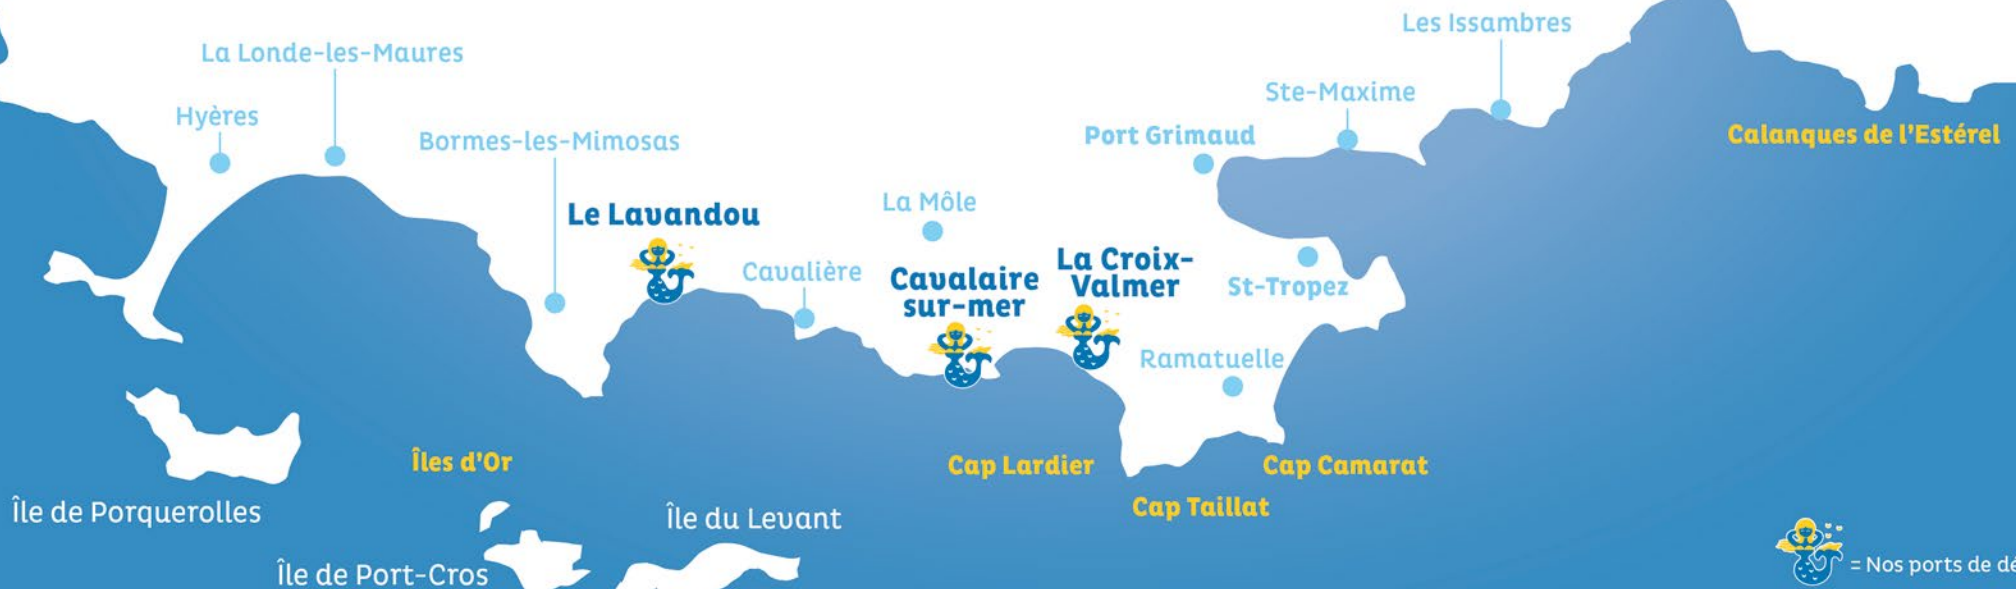 Les Issambres
La Londe-les-Maures
Ste-Maxime
Hyères
Port Grimaud
Calanques de l'Estérel
Bormes-les-Mimosas
La Môle
Le Lavandou
Cavalière
Cavalaire
sur-mer
La Croix-
Valmer
St-Tropez
Ramatuelle
Îles d'Or
Cap Lardier
Cap Camarat
Cap Taillat
Île de Porquerolles
Île du Levant
Île de Port-Cros
= Nos ports de